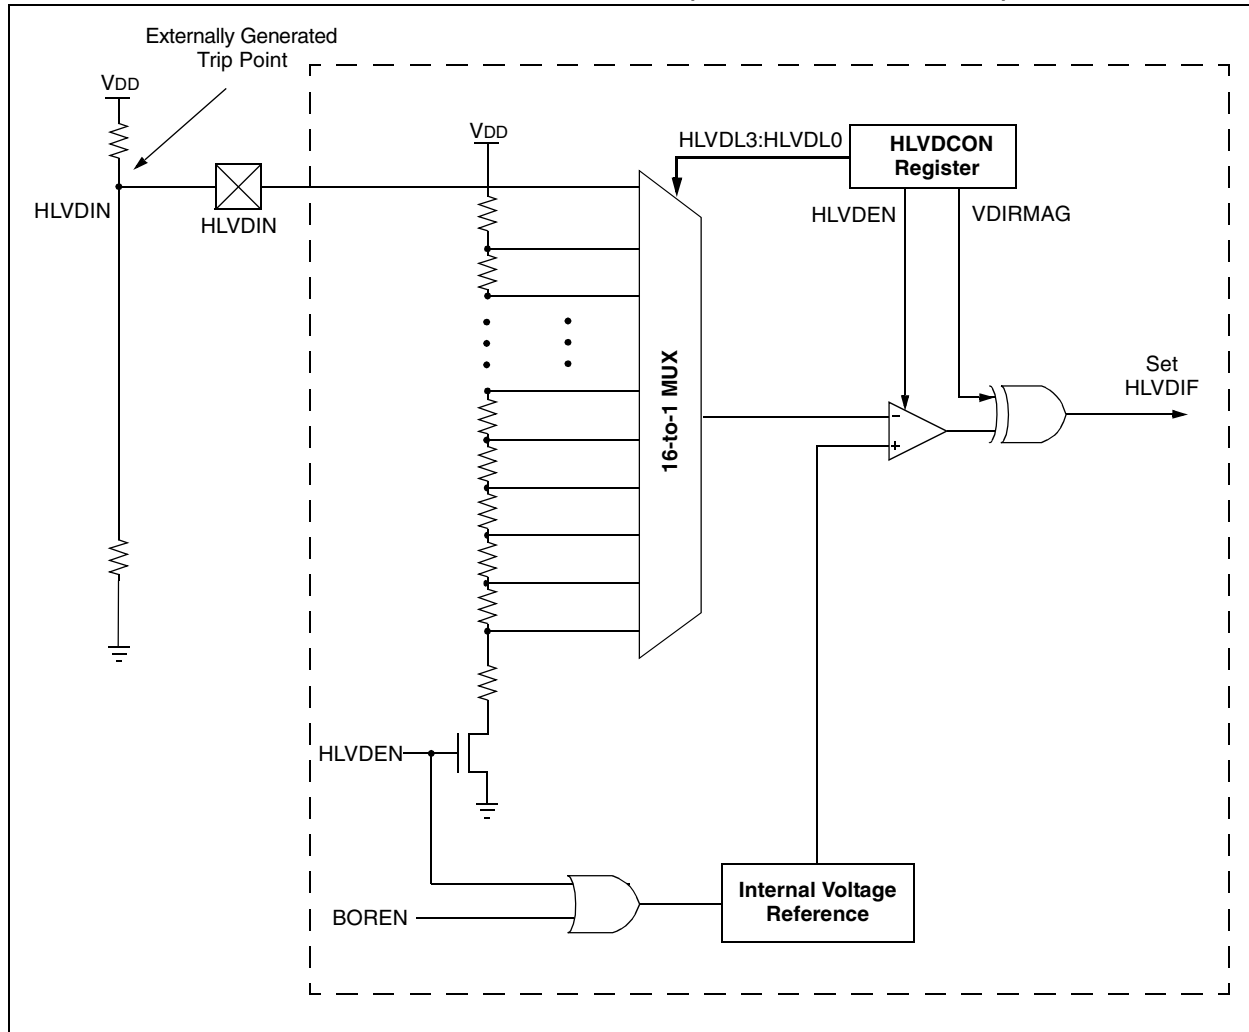 Externally Generated
Trip Point
VDD
VDD
HLVDL3:HLVDL0
HLVDCON
Register
HLVDIN
HLVDIN
HLVDEN
VDIRMAG
16-to-1 MUX
Set
HLVDIF
-
+
HLVDEN
BOREN
Internal Voltage
Reference